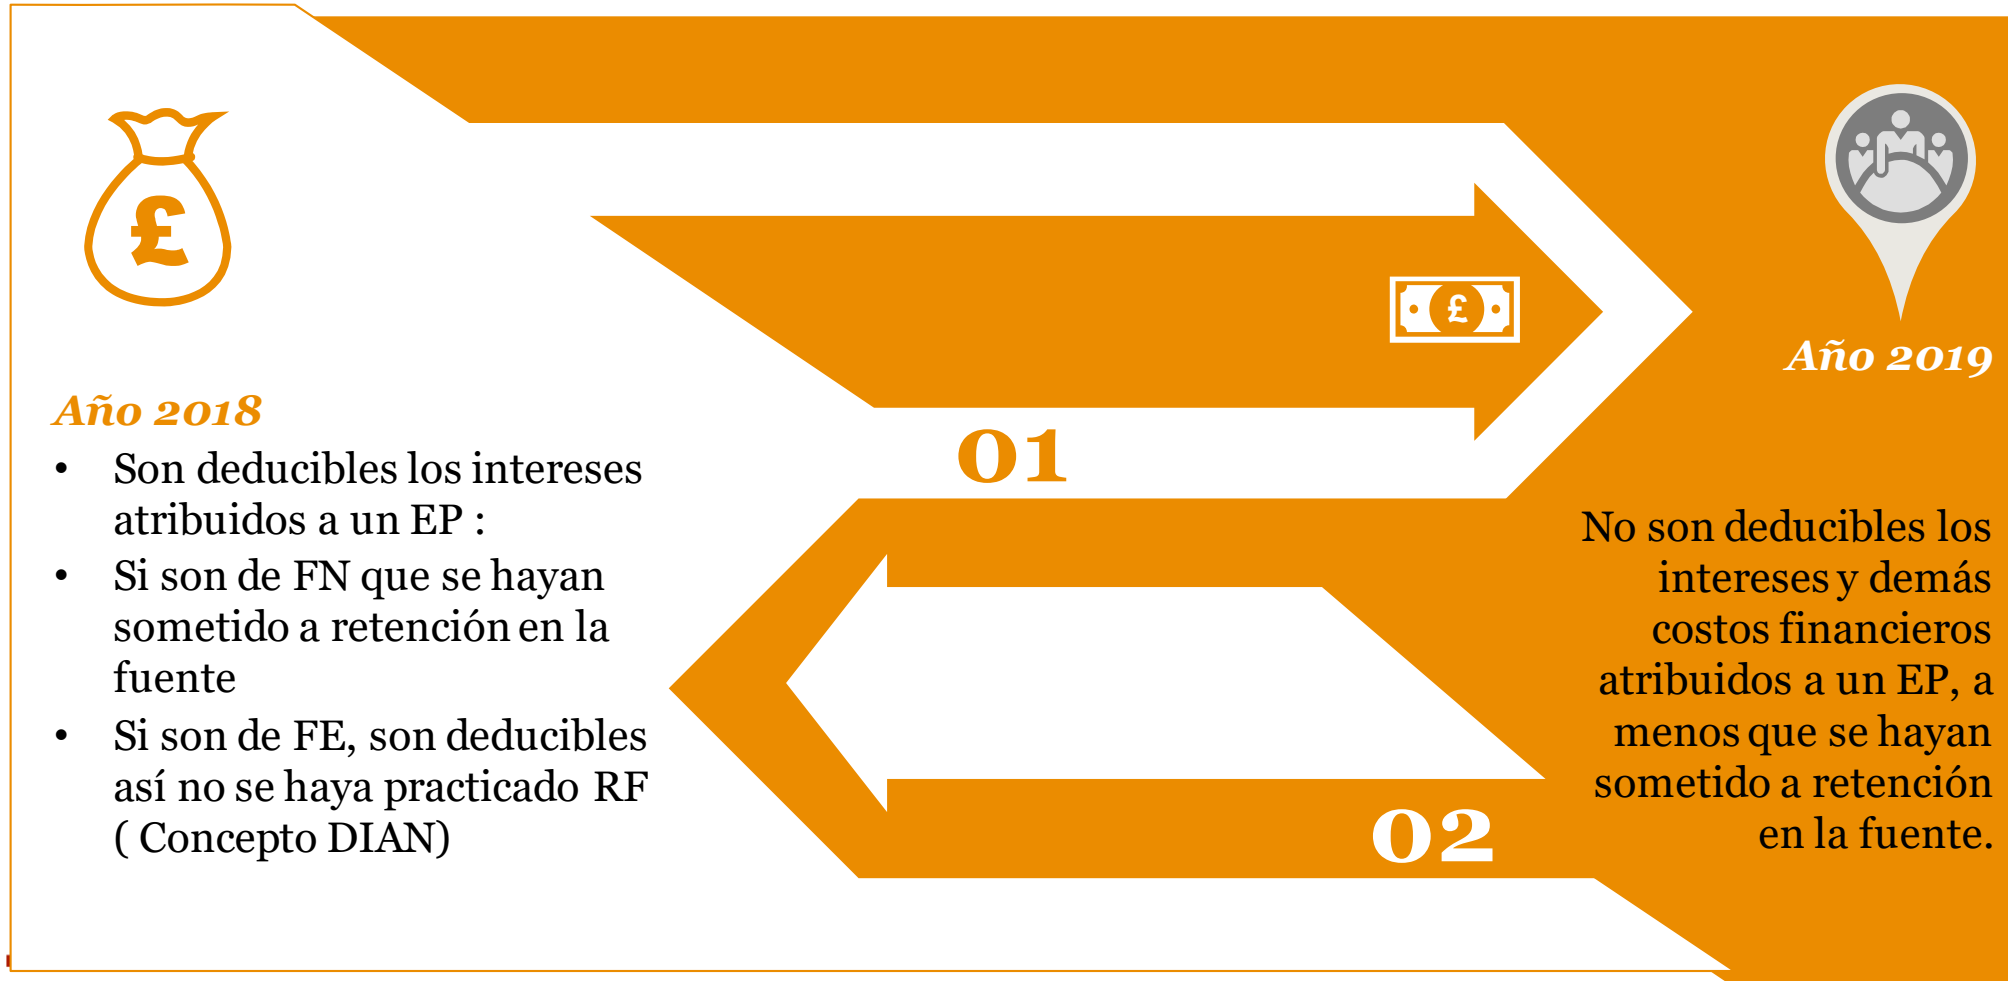 £
£
Año 2019
Año 2018
• Son deducibles los intereses
atribuidos a un EP :
• Si son de FN que se hayan
sometido a retención en la
fuente
• Si son de FE, son deducibles
así no se haya practicado RF
( Concepto DIAN)
01
No son deducibles los
intereses y demás
costos financieros
atribuidos a un EP, a
menos que se hayan
sometido a retención
en la fuente.
02